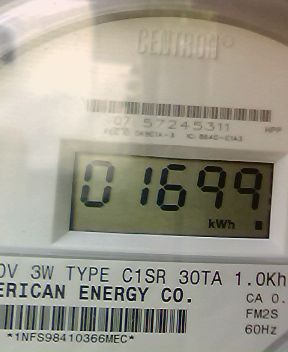 CENTRON®
07 57245311 HPP
01699
kWh
0V 3W TYPE C1SR 30TA 1.0Kh
ERICAN ENERGY CO. CA 0.
FM2S
60Hz
*1NFS98410366MEC*